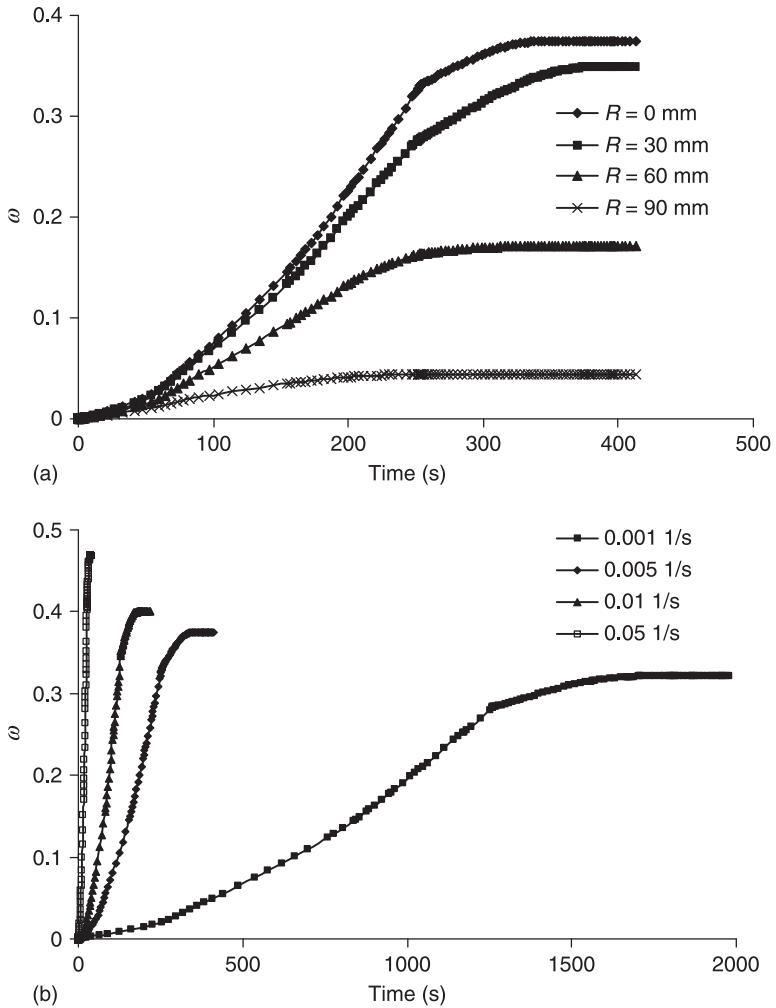 0.4
0.3
0.2
0.1
0
ω
R = 0 mm
R = 30 mm
R = 60 mm
R = 90 mm
0 100 200 300 400 500
Time (s)
(a)
0.5
0.4
0.3
0.2
0.1
0
ω
0.001 1/s
0.005 1/s
0.01 1/s
0.05 1/s
0 500 1000 1500 2000
Time (s)
(b)